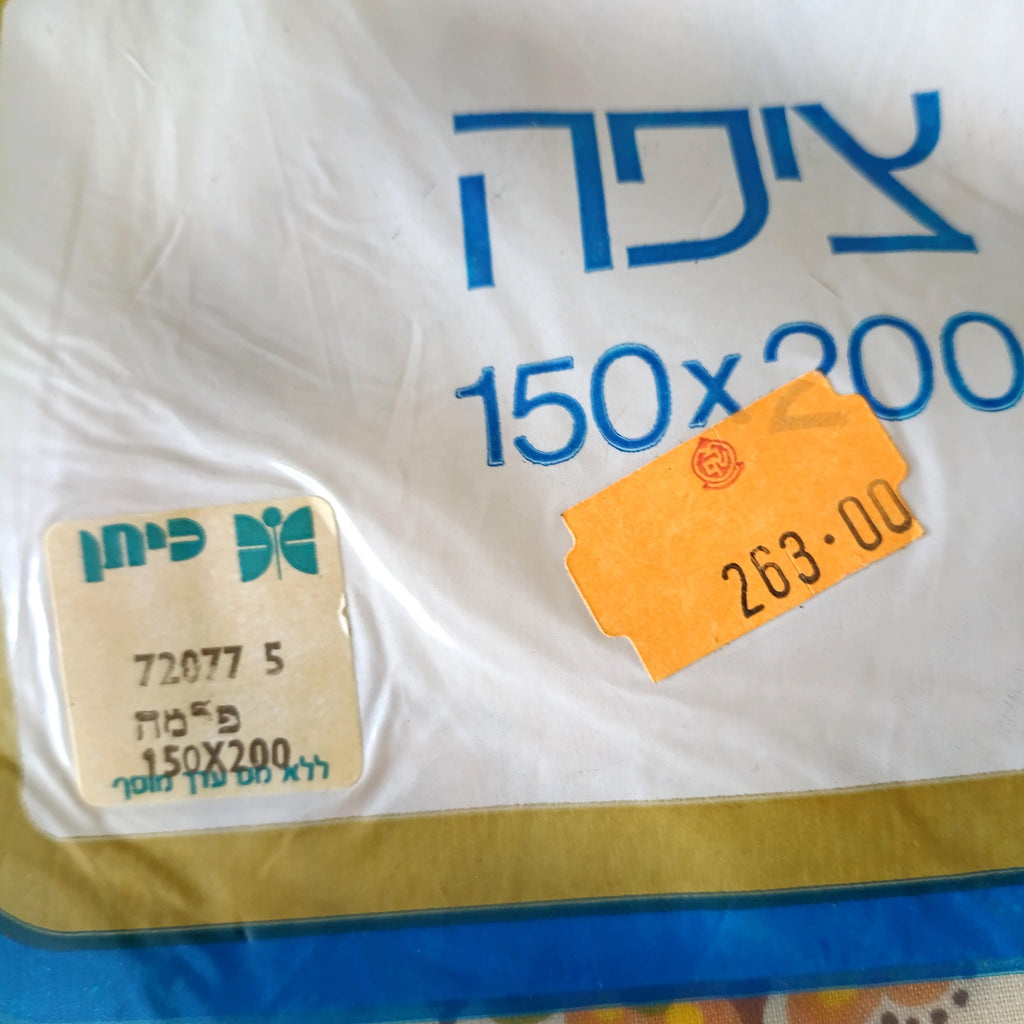 ציפה
150x200
263.00
כיתן
72077 5
פ"מה
150X200
ללא מס ערך מוסף